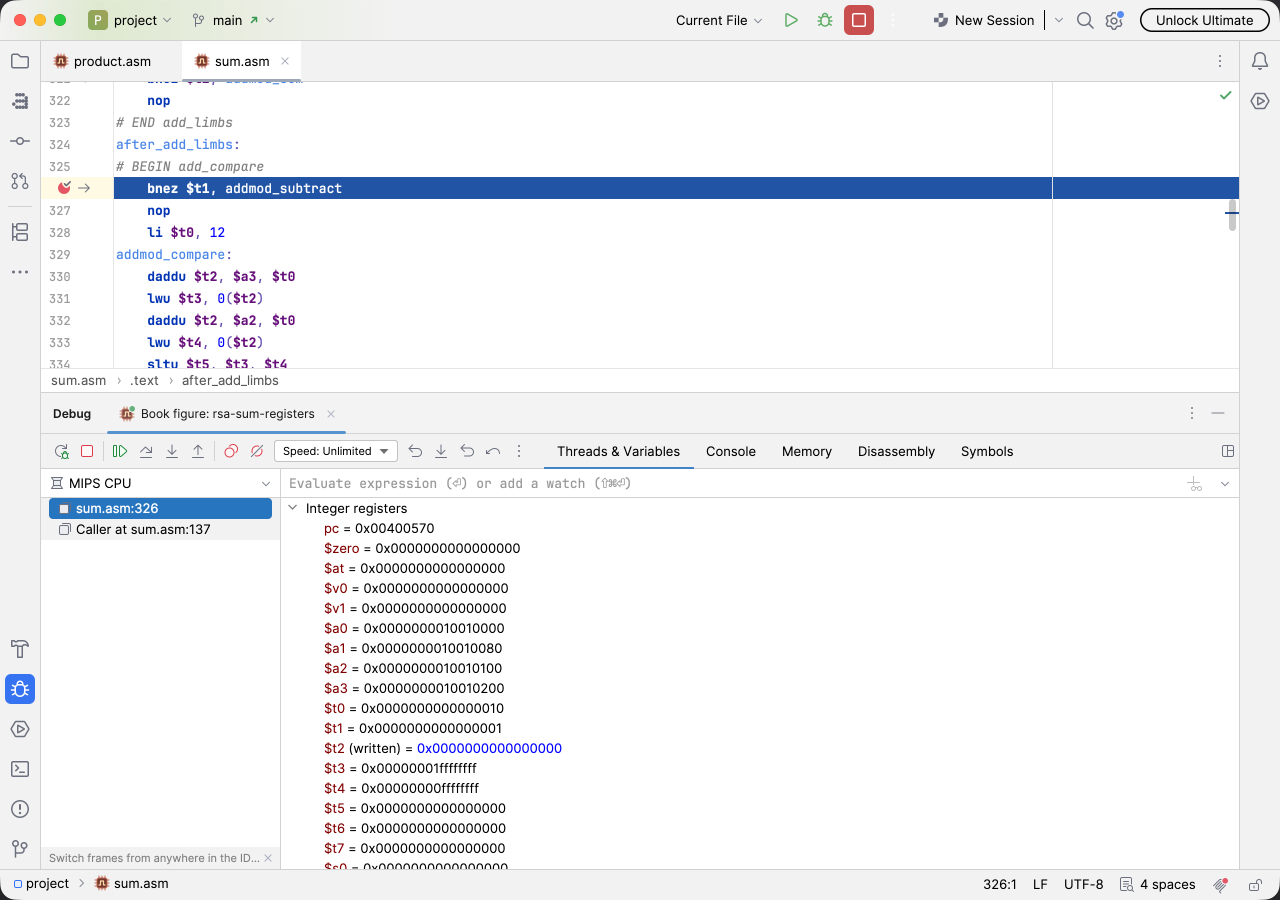 P project main Current File New Session Unlock Ultimate
product.asm sum.asm
322 nop
323 # END add_limbs
324 after_add_limbs:
325 # BEGIN add_compare
bnez $t1, addmod_subtract
327 nop
328 li $t0, 12
329 addmod_compare:
330 daddu $t2, $a3, $t0
331 lwu $t3, 0($t2)
332 daddu $t2, $a2, $t0
333 lwu $t4, 0($t2)
334 sltu $t5, $t3, $t4
sum.asm › .text › after_add_limbs
Debug Book figure: rsa-sum-registers
Speed: Unlimited Threads & Variables Console Memory Disassembly Symbols
MIPS CPU
Evaluate expression (⏎) or add a watch (⇧⌘⏎)
sum.asm:326
Caller at sum.asm:137
Integer registers
pc = 0x00400570
$zero = 0x0000000000000000
$at = 0x0000000000000000
$v0 = 0x0000000000000000
$v1 = 0x0000000000000000
$a0 = 0x0000000010010000
$a1 = 0x0000000010010080
$a2 = 0x0000000010010100
$a3 = 0x0000000010010200
$t0 = 0x0000000000000010
$t1 = 0x0000000000000001
$t2 (written) = 0x0000000000000000
$t3 = 0x00000001ffffffff
$t4 = 0x00000000ffffffff
$t5 = 0x0000000000000000
$t6 = 0x0000000000000000
$t7 = 0x0000000000000000
$s0 = 0x0000000000000000
Switch frames from anywhere in the ID...
project › sum.asm 326:1 LF UTF-8 4 spaces